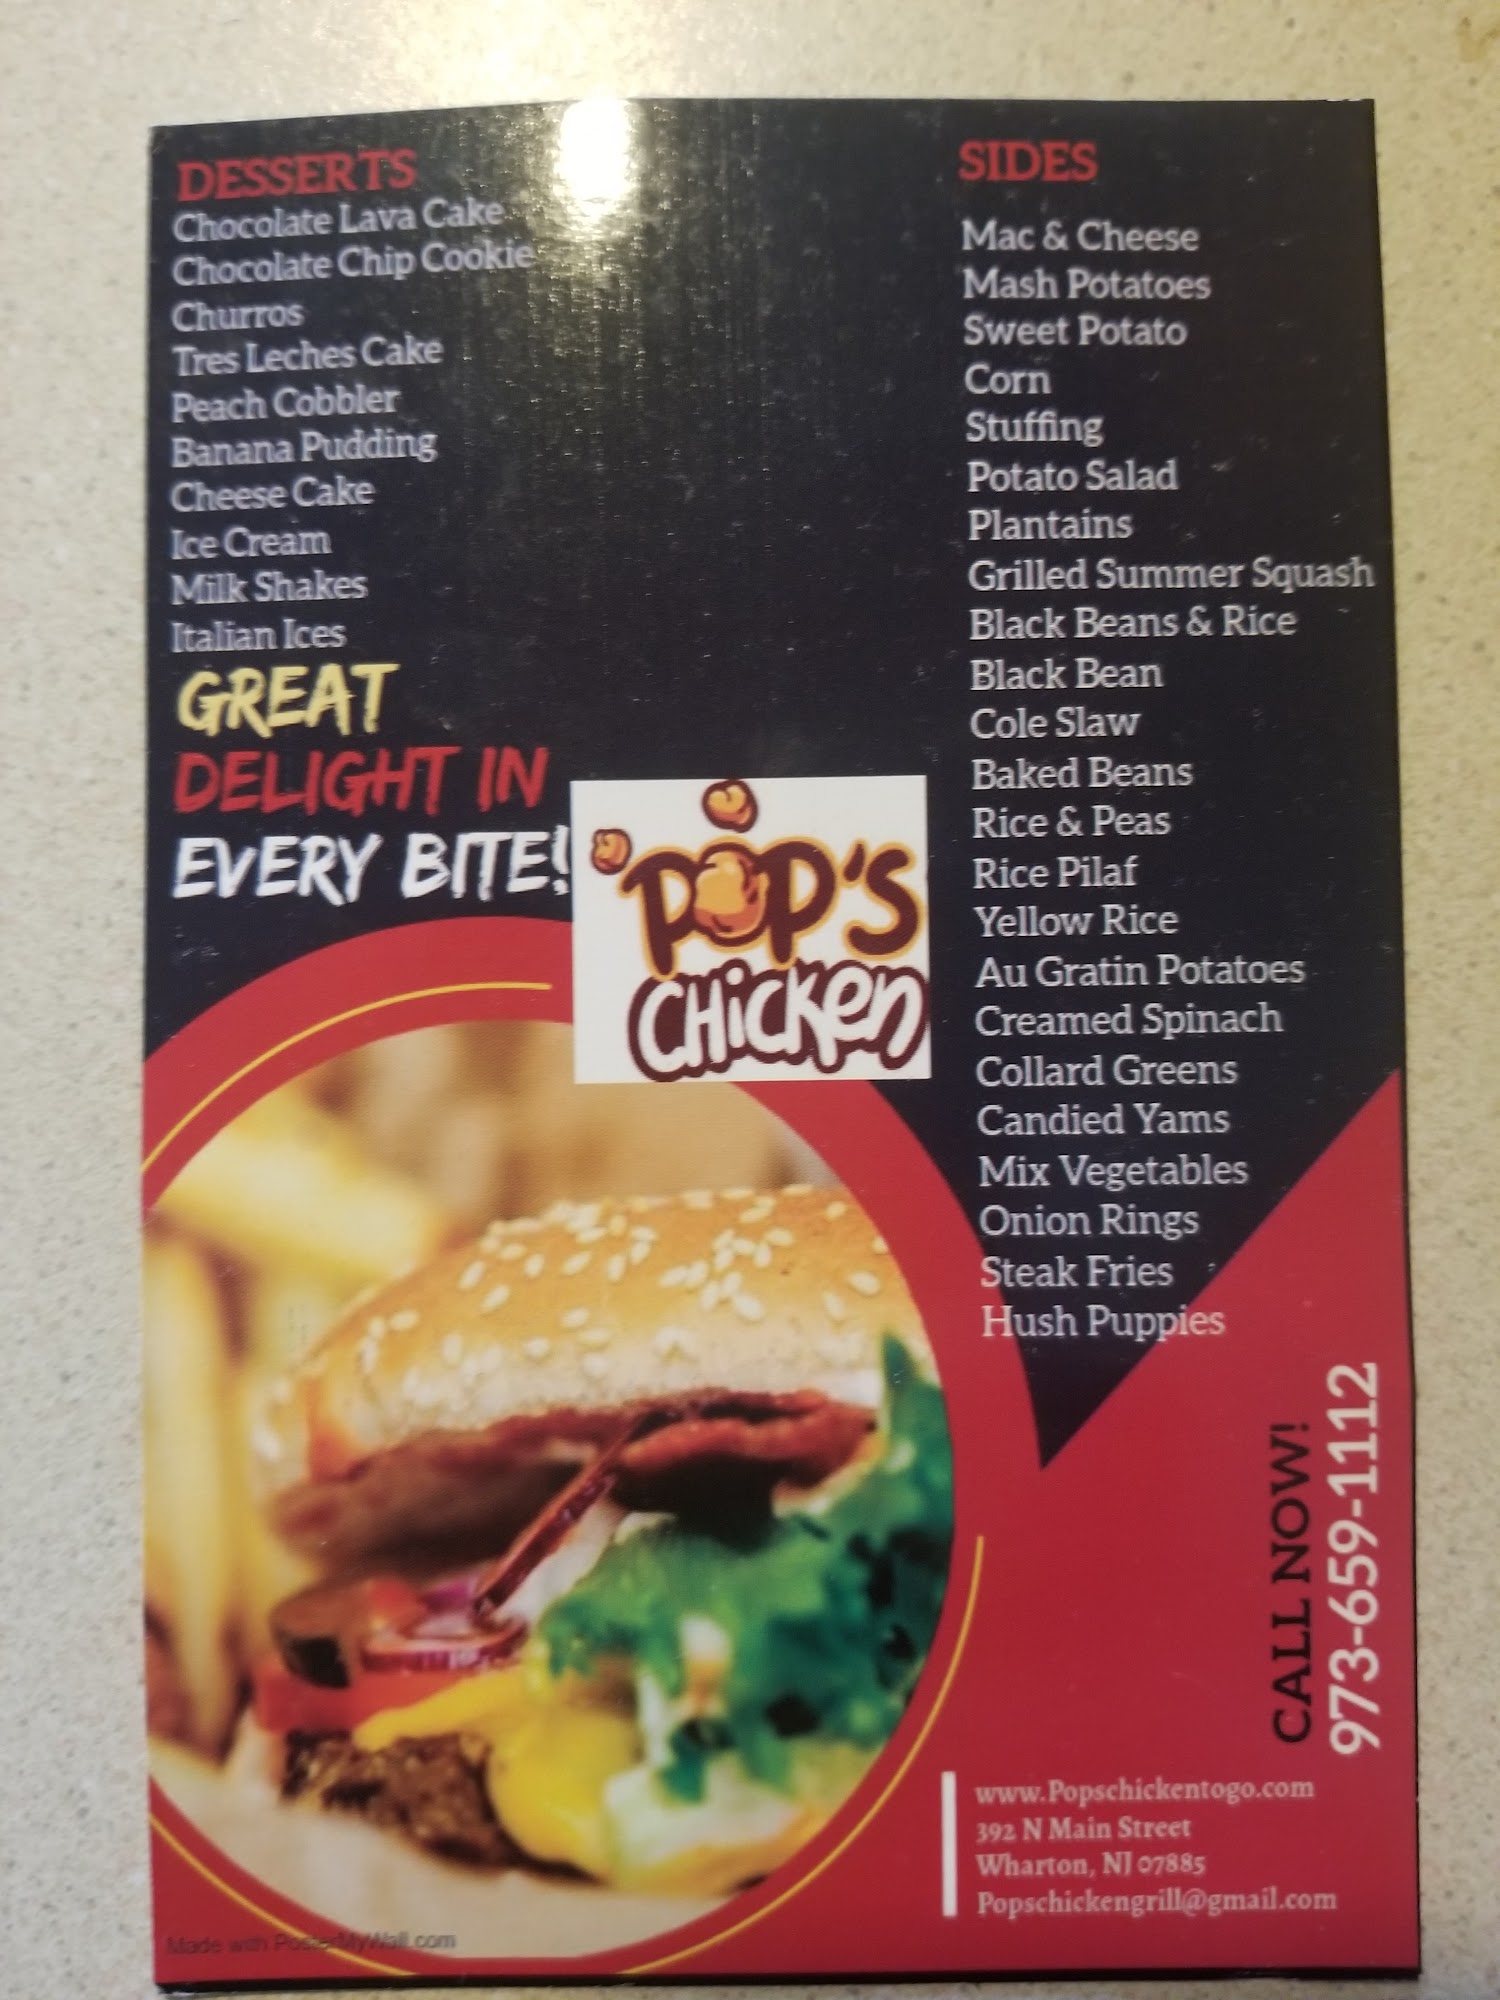 DESSERTS
Chocolate Lava Cake
Chocolate Chip Cookie
Churros
Tres Leches Cake
Peach Cobbler
Banana Pudding
Cheese Cake
Ice Cream
Milk Shakes
Italian Ices
GREAT
DELIGHT IN
EVERY BITE!
POP'S
CHicKen
SIDES
Mac & Cheese
Mash Potatoes
Sweet Potato
Corn
Stuffing
Potato Salad
Plantains
Grilled Summer Squash
Black Beans & Rice
Black Bean
Cole Slaw
Baked Beans
Rice & Peas
Rice Pilaf
Yellow Rice
Au Gratin Potatoes
Creamed Spinach
Collard Greens
Candied Yams
Mix Vegetables
Onion Rings
Steak Fries
Hush Puppies
CALL NOW!
973-659-1112
www.Popschickentogo.com
392 N Main Street
Wharton, NJ 07885
Popschickengrill@gmail.com
Made with PosterMyWall.com